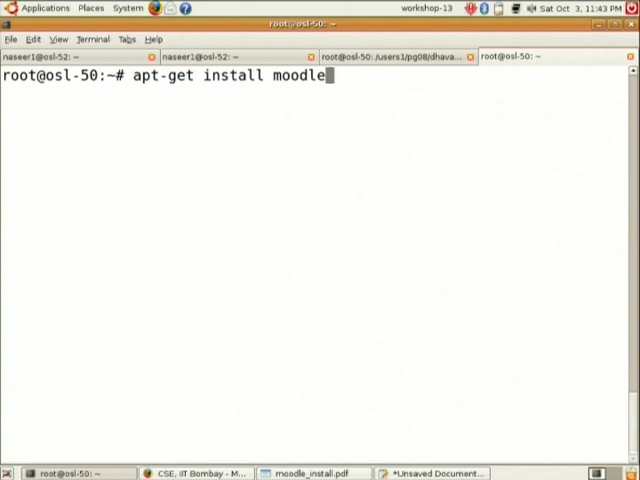 Applications Places System workshop-13 Sat Oct 3, 11:43 PM
root@osl-50: ~
File Edit View Terminal Tabs Help
naseer1@osl-52: ~ naseer1@osl-52: ~ root@osl-50: /users1/pg08/dhava... root@osl-50: ~
root@osl-50:~# apt-get install moodle
root@osl-50: ~ CSE, IIT Bombay - M... moodle_install.pdf *Unsaved Document...